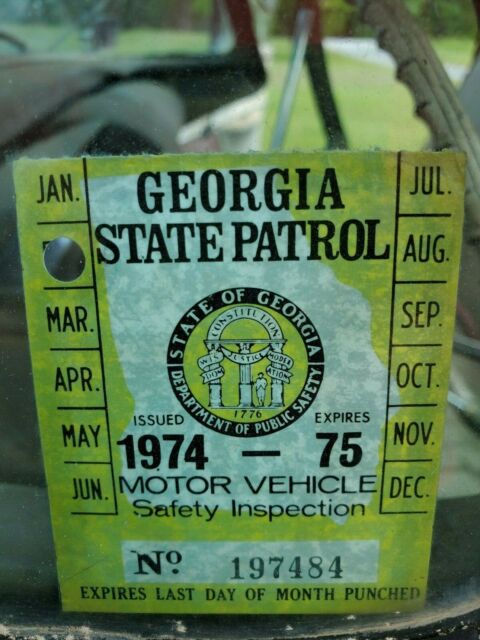 JAN.
MAR.
APR.
MAY
JUN.
GEORGIA
STATE PATROL
STATE OF GEORGIA
CONSTITUTION
WISDOM JUSTICE MODERATION
1776
DEPARTMENT OF PUBLIC SAFETY
ISSUED EXPIRES
1974 — 75
MOTOR VEHICLE
Safety Inspection
JUL.
AUG.
SEP.
OCT.
NOV.
DEC.
Nº 197484
EXPIRES LAST DAY OF MONTH PUNCHED